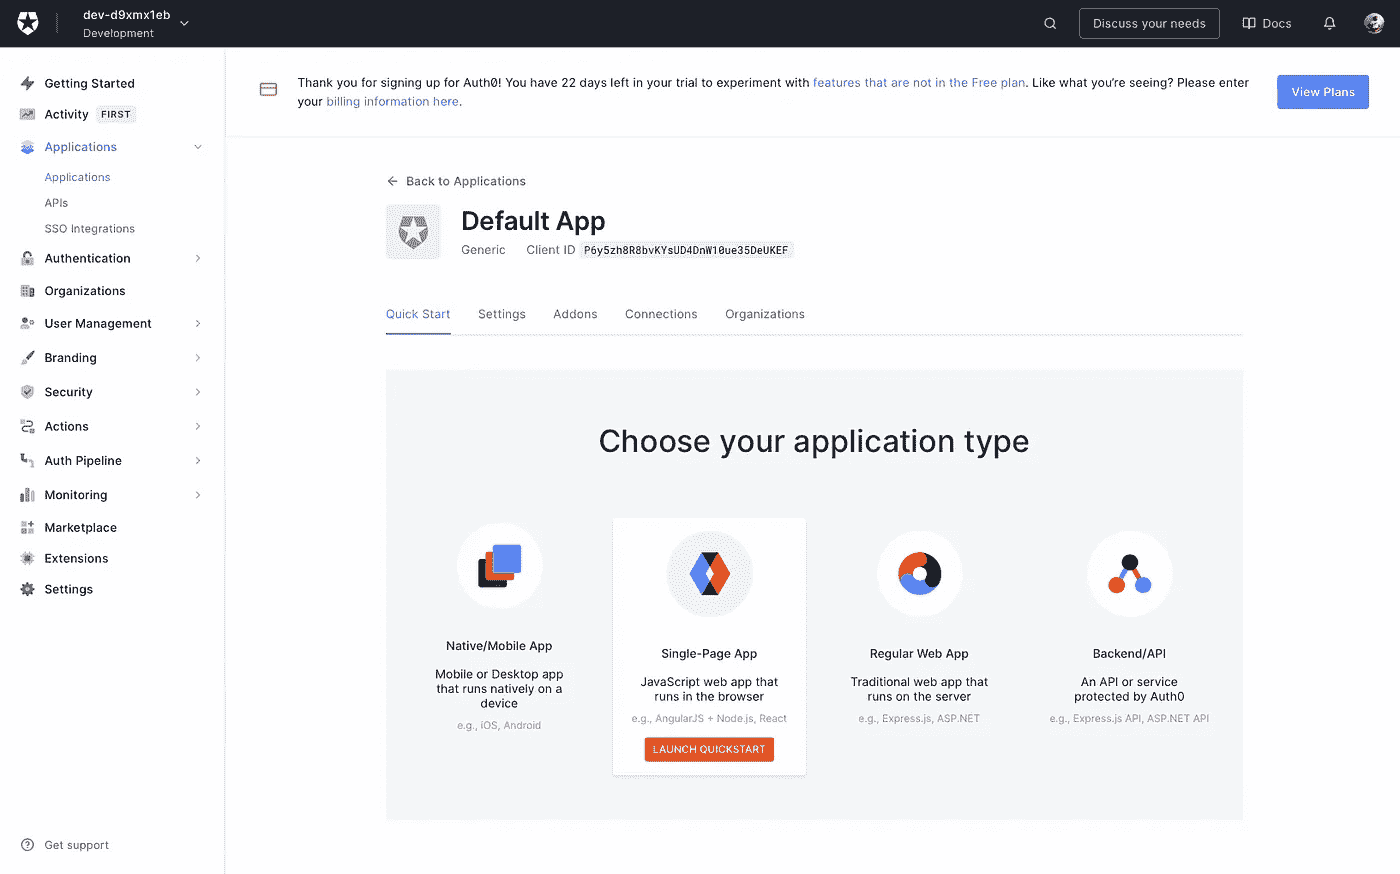 dev-d9xmx1eb
Development
Discuss your needs
Docs
Getting Started
Activity FIRST
Applications
Applications
APIs
SSO Integrations
Authentication
Organizations
User Management
Branding
Security
Actions
Auth Pipeline
Monitoring
Marketplace
Extensions
Settings
Get support
Thank you for signing up for Auth0! You have 22 days left in your trial to experiment with features that are not in the Free plan. Like what you're seeing? Please enter
your billing information here.
View Plans
Back to Applications
Default App
Generic Client ID P6y5zh8R8bvKYsUD4DnW10ue35DeUKEF
Quick Start Settings Addons Connections Organizations
Choose your application type
Native/Mobile App
Mobile or Desktop app
that runs natively on a
device
e.g., iOS, Android
Single-Page App
JavaScript web app that
runs in the browser
e.g., AngularJS + Node.js, React
LAUNCH QUICKSTART
Regular Web App
Traditional web app that
runs on the server
e.g., Express.js, ASP.NET
Backend/API
An API or service
protected by Auth0
e.g., Express.js API, ASP.NET API